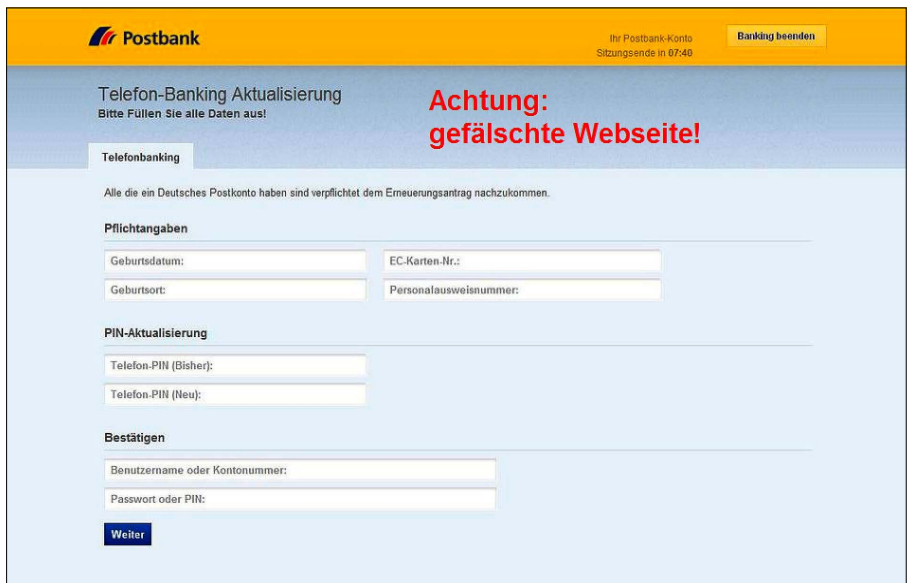 Postbank
Ihr Postbank-Konto
Sitzungsende in 07:40
Banking beenden
Telefon-Banking Aktualisierung
Bitte Füllen Sie alle Daten aus!
Achtung:
gefälschte Webseite!
Telefonbanking
Alle die ein Deutsches Postkonto haben sind verpflichtet dem Erneuerungsantrag nachzukommen.
Pflichtangaben
Geburtsdatum: EC-Karten-Nr.:
Geburtsort: Personalausweisnummer:
PIN-Aktualisierung
Telefon-PIN (Bisher):
Telefon-PIN (Neu):
Bestätigen
Benutzername oder Kontonummer:
Passwort oder PIN:
Weiter